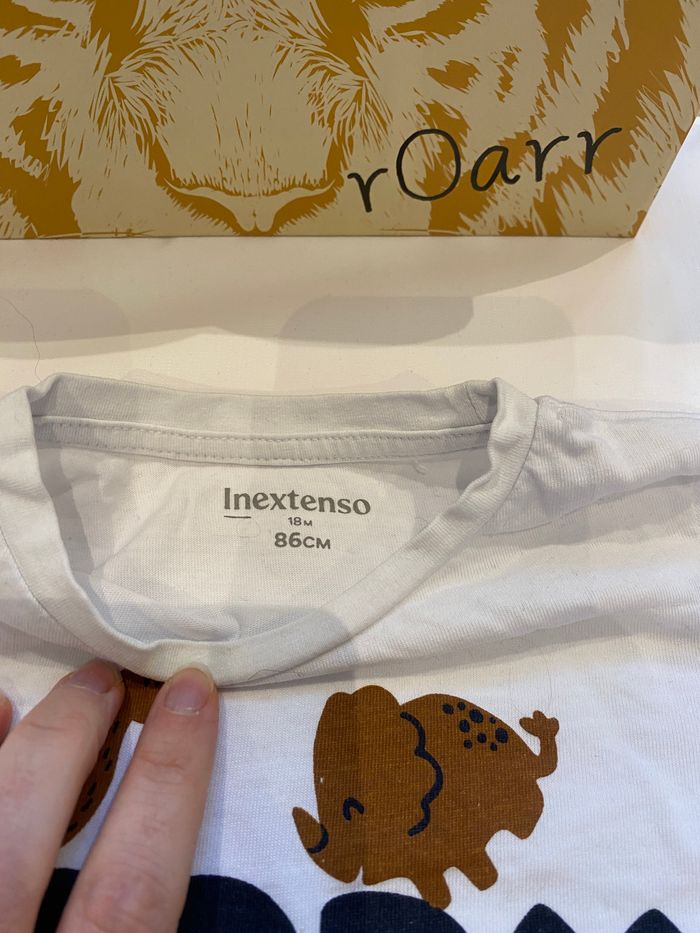 rOarr
Inextenso
18M
86CM